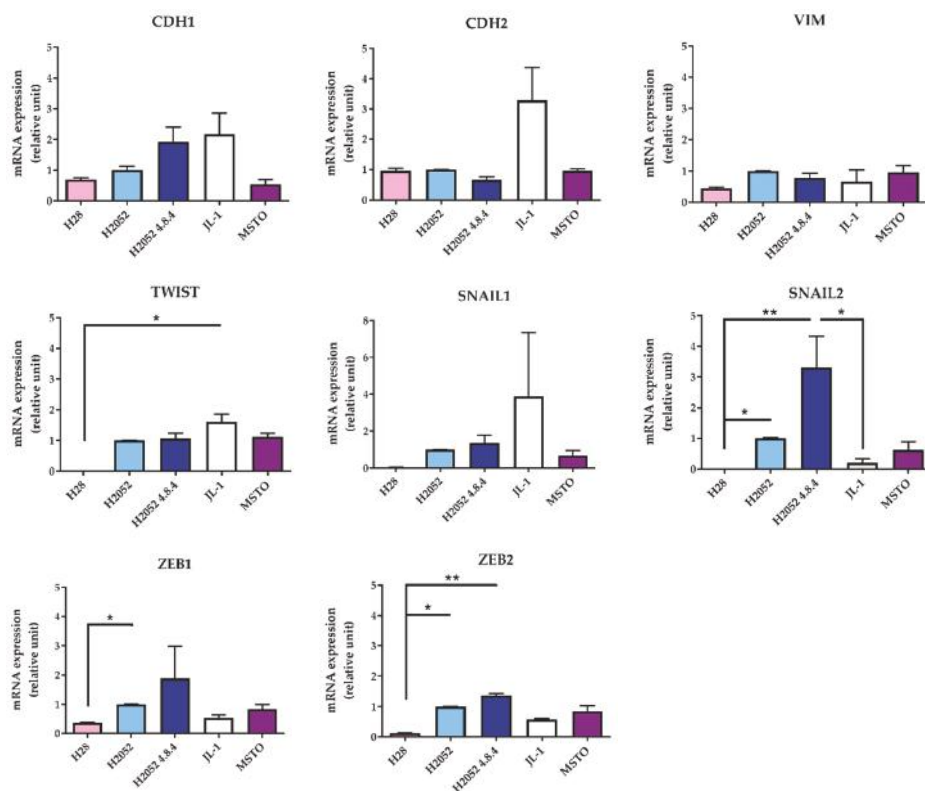 CDH1
mRNA expression
(relative unit)
5
4
3
2
1
0
H28
H2052
H2052 4.8.4
JL-1
MSTO
CDH2
mRNA expression
(relative unit)
5
4
3
2
1
0
H28
H2052
H2052 4.8.4
JL-1
MSTO
VIM
mRNA expression
(relative unit)
5
4
3
2
1
0
H28
H2052
H2052 4.8.4
JL-1
MSTO
TWIST
*
mRNA expression
(relative unit)
5
4
3
2
1
0
H28
H2052
H2052 4.8.4
JL-1
MSTO
SNAIL1
mRNA expression
(relative unit)
8
6
4
2
0
H28
H2052
H2052 4.8.4
JL-1
MSTO
SNAIL2
** *
*
mRNA expression
(relative unit)
5
4
3
2
1
0
H28
H2052
H2052 4.8.4
JL-1
MSTO
ZEB1
*
mRNA expression
(relative unit)
5
4
3
2
1
0
H28
H2052
H2052 4.8.4
JL-1
MSTO
ZEB2
**
*
mRNA expression
(relative unit)
5
4
3
2
1
0
H28
H2052
H2052 4.8.4
JL-1
MSTO